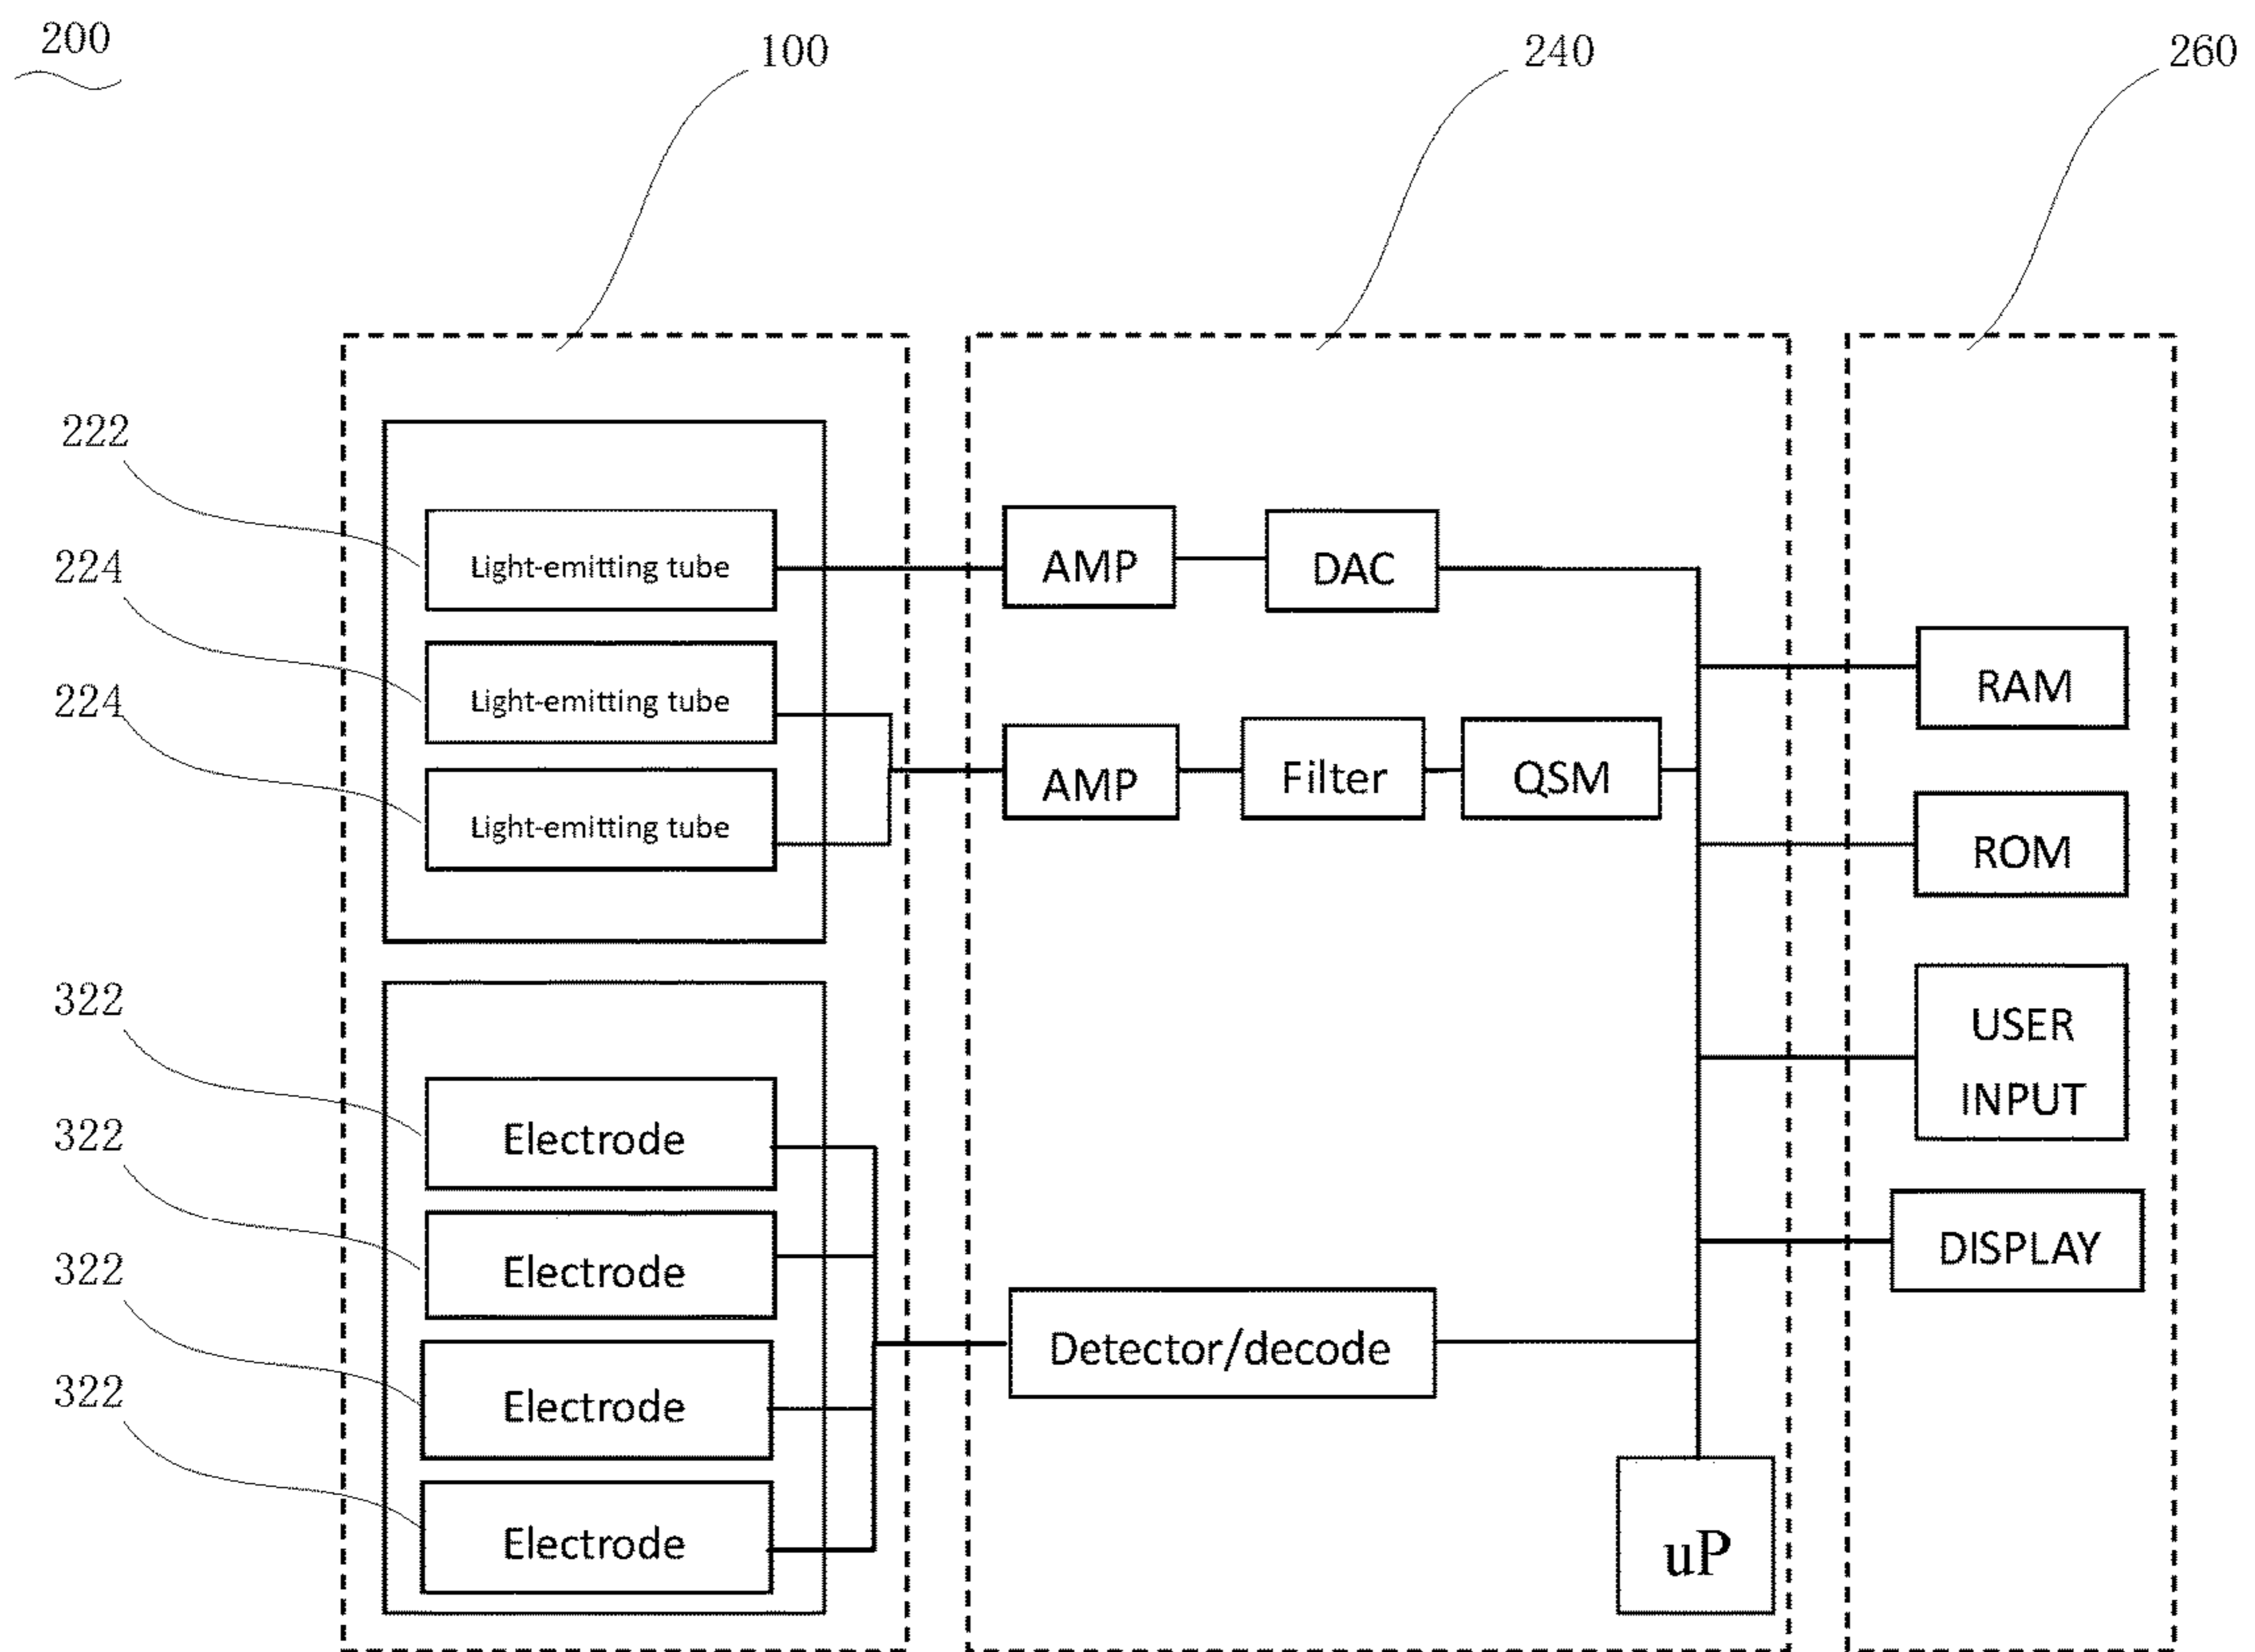 200
100
240
260
222
Light-emitting tube
AMP
DAC
224
Light-emitting tube
RAM
224
Light-emitting tube
AMP
Filter
QSM
ROM
322
Electrode
USER
INPUT
322
Electrode
DISPLAY
322
Electrode
Detector/decode
322
Electrode
uP